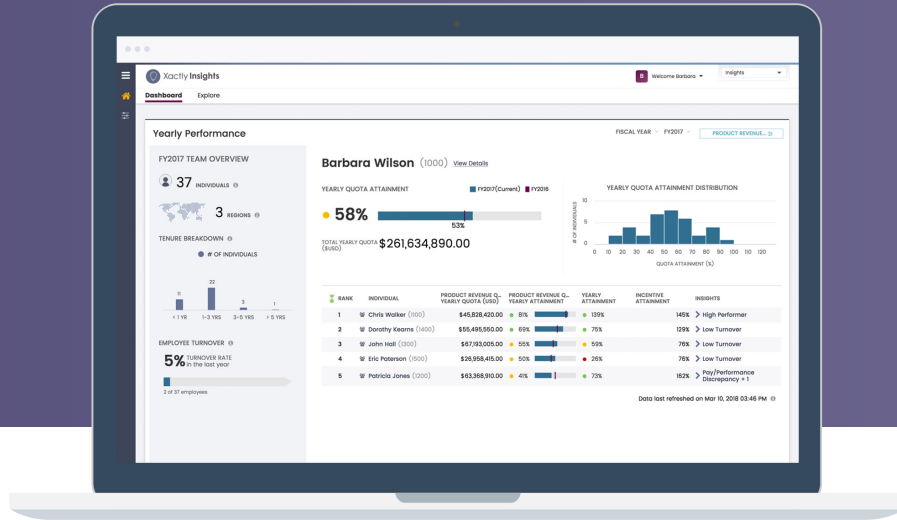 Xactly Insights
B Welcome Barbara
Insights
Dashboard Explore
Yearly Performance
FISCAL YEAR FY2017
PRODUCT REVENUE...
FY2017 TEAM OVERVIEW
37 INDIVIDUALS
3 REGIONS
TENURE BREAKDOWN
# OF INDIVIDUALS
11 22 3 1
< 1 YR 1-3 YRS 3-5 YRS > 5 YRS
EMPLOYEE TURNOVER
5% TURNOVER RATE
in the last year
2 of 37 employees
Barbara Wilson (1000) View Details
YEARLY QUOTA ATTAINMENT
FY2017(Current) FY2016
58%
53%
TOTAL YEARLY QUOTA
($USD)
$261,634,890.00
YEARLY QUOTA ATTAINMENT DISTRIBUTION
# OF INDIVIDUALS
10
5
0
0 10 20 30 40 50 60 70 80 90 100 110 120
QUOTA ATTAINMENT (%)
RANK INDIVIDUAL PRODUCT REVENUE Q... PRODUCT REVENUE Q... YEARLY INCENTIVE INSIGHTS
YEARLY QUOTA (USD) YEARLY ATTAINMENT ATTAINMENT ATTAINMENT
1 Chris Walker (1100) $45,828,420.00 81% 139% 145% High Performer
2 Dorothy Kearns (1400) $55,495,550.00 69% 75% 129% Low Turnover
3 John Hall (1300) $67,193,005.00 55% 59% 76% Low Turnover
4 Eric Paterson (1500) $26,958,415.00 50% 26% 76% Low Turnover
5 Patricia Jones (1200) $63,368,910.00 41% 73% 162% Pay/Performance
Discrepancy + 1
Data last refreshed on Mar 10, 2018 03:46 PM